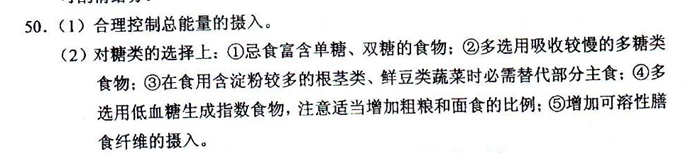 50.（1）合理控制总能量的摄入。
（2）对糖类的选择上：①忌食富含单糖、双糖的食物；②多选用吸收较慢的多糖类
食物；③在食用含淀粉较多的根茎类、鲜豆类蔬菜时必需替代部分主食；④多
选用低血糖生成指数食物，注意适当增加粗粮和面食的比例；⑤增加可溶性膳
食纤维的摄入。